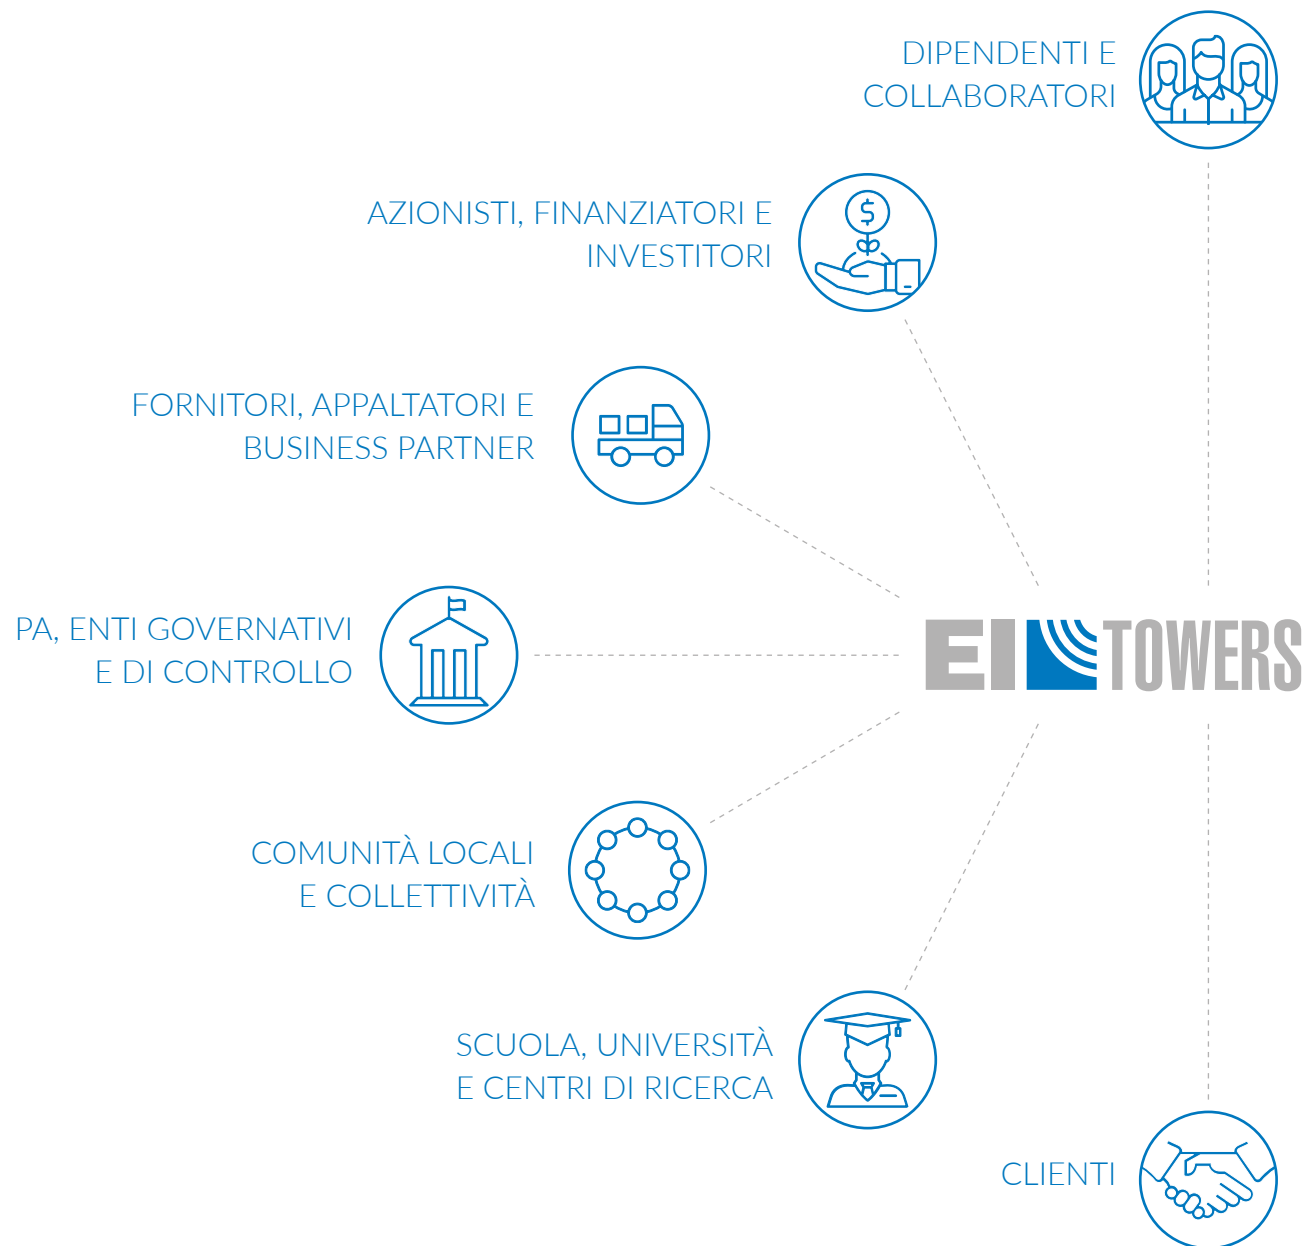 DIPENDENTI E
COLLABORATORI
AZIONISTI, FINANZIATORI E
INVESTITORI
$
FORNITORI, APPALTATORI E
BUSINESS PARTNER
PA, ENTI GOVERNATIVI
E DI CONTROLLO
EI TOWERS
COMUNITÀ LOCALI
E COLLETTIVITÀ
SCUOLA, UNIVERSITÀ
E CENTRI DI RICERCA
CLIENTI